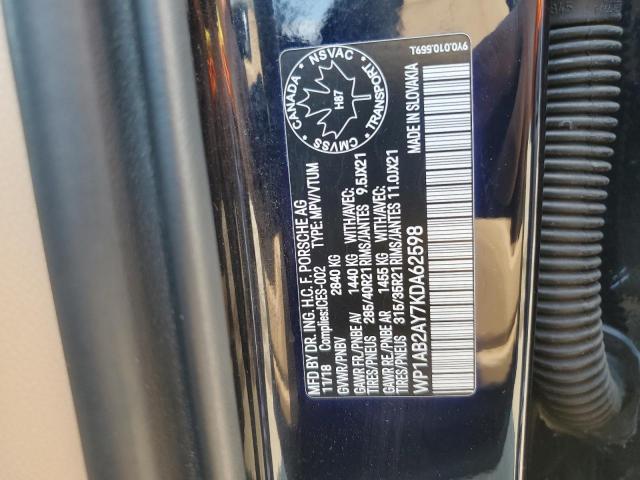 MFD BY DR. ING. H.C. F. PORSCHE AG
11/18 Complies:ICES-002 TYPE: MPV/VTUM
GVWR/PNBV 2840 KG
GAWR FR./PNBE AV 1440 KG WITH/AVEC:
TIRES/PNEUS 285/40R21 RIMS/JANTES 9.5JX21
GAWR RE./PNBE AR 1455 KG WITH/AVEC:
TIRES/PNEUS 315/35R21 RIMS/JANTES 11.0JX21
WP1AB2AY7KDA62598 MADE IN SLOVAKIA
CANADA
NSVAC
TRANSPORT
CMVSS
H87
9Y0.010.559T